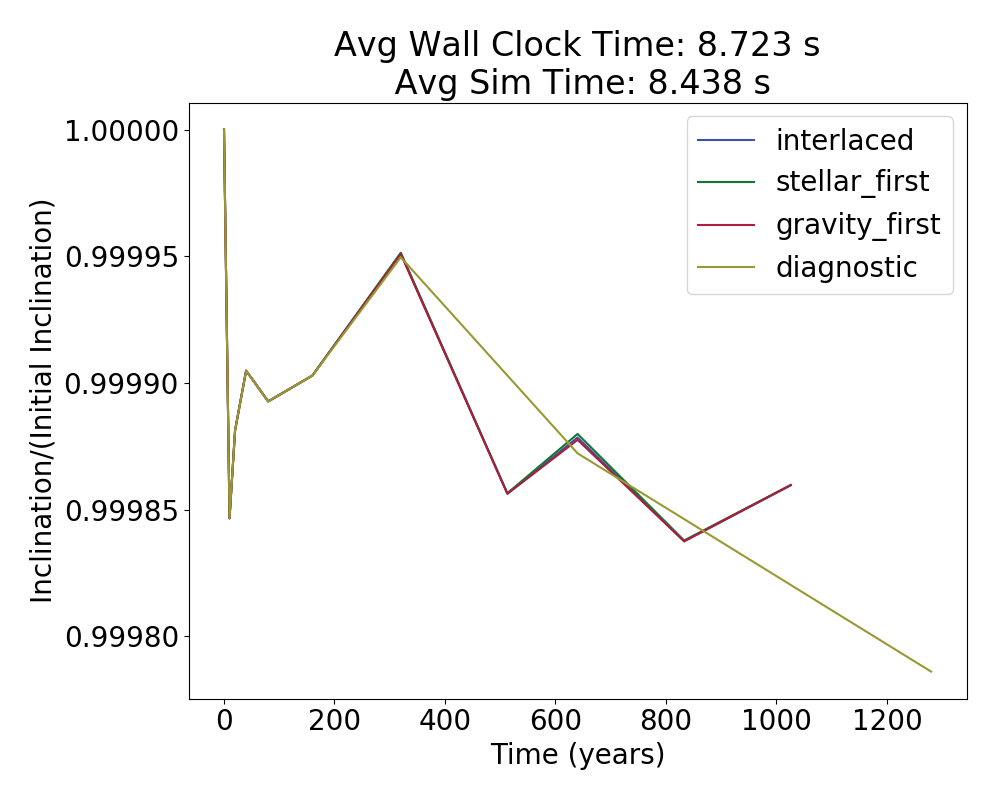 Avg Wall Clock Time: 8.723 s
Avg Sim Time: 8.438 s
1.00000
0.99995
0.99990
0.99985
0.99980
Inclination/(Initial Inclination)
interlaced
stellar_first
gravity_first
diagnostic
0 200 400 600 800 1000 1200
Time (years)